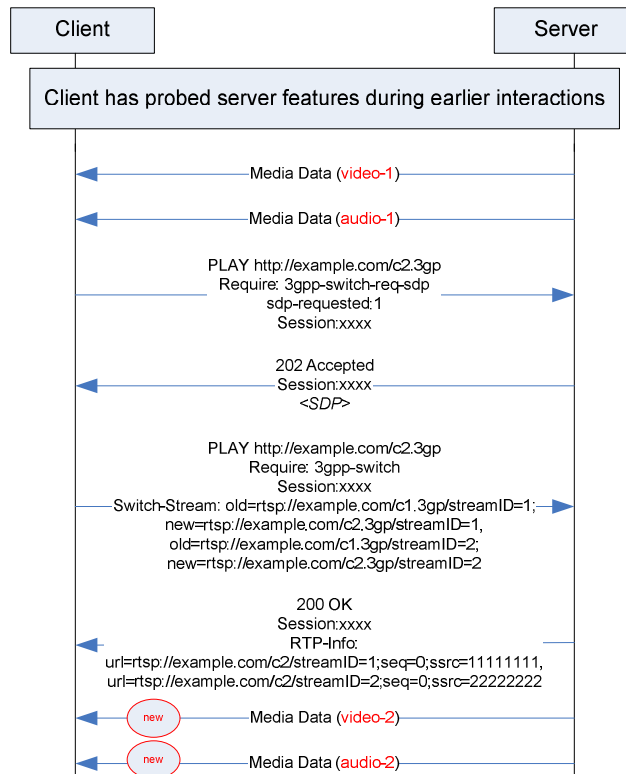 Client
Server
Client has probed server features during earlier interactions
Media Data (video-1)
Media Data (audio-1)
PLAY http://example.com/c2.3gp
Require: 3gpp-switch-req-sdp
sdp-requested:1
Session:xxxx
202 Accepted
Session:xxxx
<SDP>
PLAY http://example.com/c2.3gp
Require: 3gpp-switch
Session:xxxx
Switch-Stream: old=rtsp://example.com/c1.3gp/streamID=1;
new=rtsp://example.com/c2.3gp/streamID=1,
old=rtsp://example.com/c1.3gp/streamID=2;
new=rtsp://example.com/c2.3gp/streamID=2
200 OK
Session:xxxx
RTP-Info:
url=rtsp://example.com/c2/streamID=1;seq=0;ssrc=11111111,
url=rtsp://example.com/c2/streamID=2;seq=0;ssrc=22222222
new Media Data (video-2)
new Media Data (audio-2)